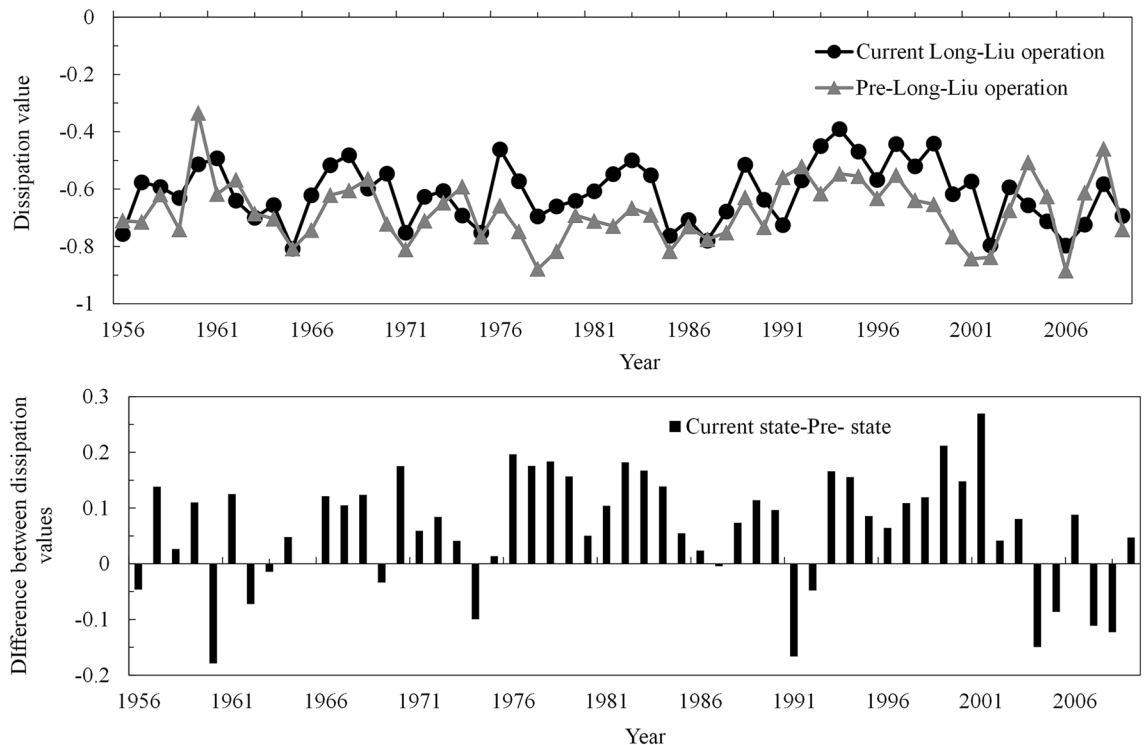 Dissipation value
0
-0.2
-0.4
-0.6
-0.8
-1
Current Long-Liu operation
Pre-Long-Liu operation
1956 1961 1966 1971 1976 1981 1986 1991 1996 2001 2006
Year
DIfference between dissipation
values
0.3
0.2
0.1
0
-0.1
-0.2
Current state-Pre- state
1956 1961 1966 1971 1976 1981 1986 1991 1996 2001 2006
Year